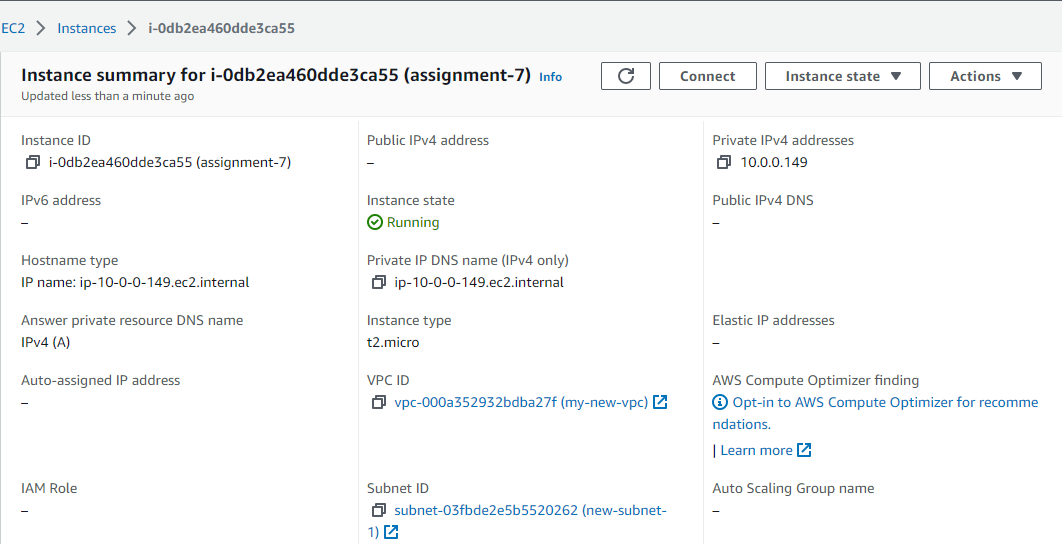 EC2 > Instances > i-0db2ea460dde3ca55
Instance summary for i-0db2ea460dde3ca55 (assignment-7) Info
Updated less than a minute ago
Connect
Instance state
Actions
Instance ID
i-0db2ea460dde3ca55 (assignment-7)
Public IPv4 address
–
Private IPv4 addresses
10.0.0.149
IPv6 address
–
Instance state
Running
Public IPv4 DNS
–
Hostname type
IP name: ip-10-0-0-149.ec2.internal
Private IP DNS name (IPv4 only)
ip-10-0-0-149.ec2.internal
Answer private resource DNS name
IPv4 (A)
Instance type
t2.micro
Elastic IP addresses
–
Auto-assigned IP address
–
VPC ID
vpc-000a352932bdba27f (my-new-vpc)
AWS Compute Optimizer finding
Opt-in to AWS Compute Optimizer for recomme
ndations.
| Learn more
IAM Role
–
Subnet ID
subnet-03fbde2e5b5520262 (new-subnet-
1)
Auto Scaling Group name
–